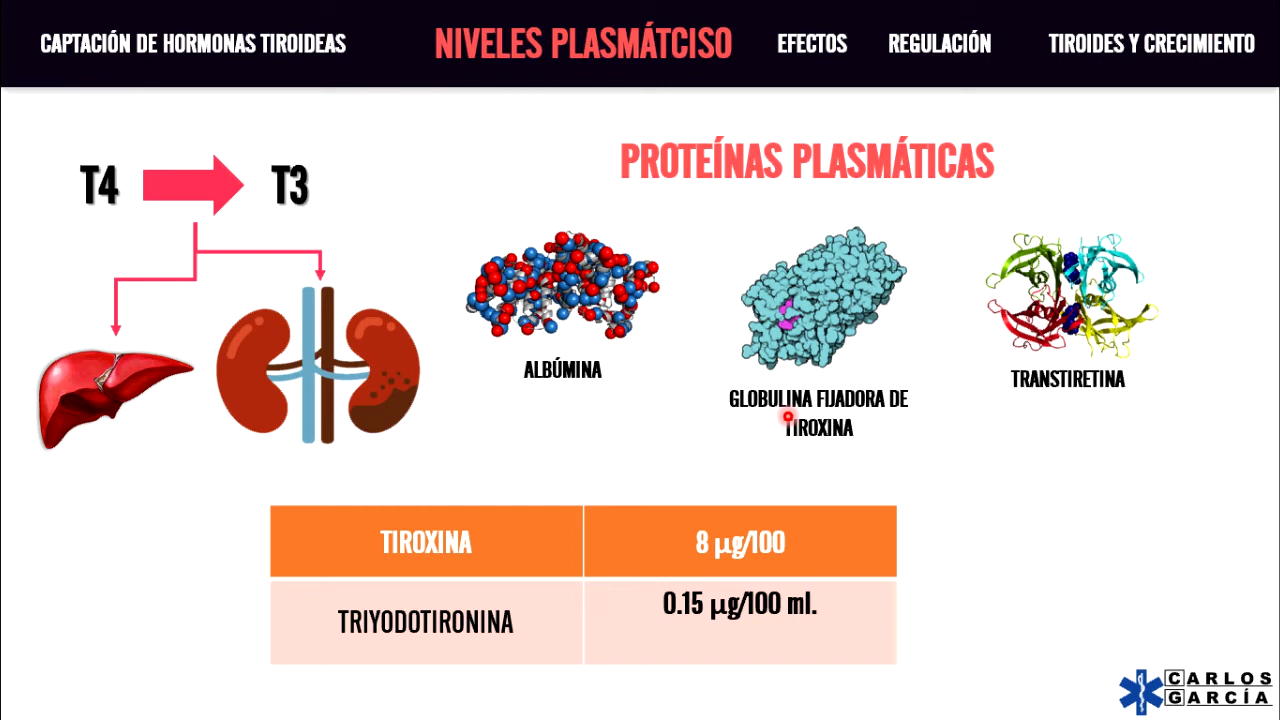 CAPTACIÓN DE HORMONAS TIROIDEAS
NIVELES PLASMÁTCISO
EFECTOS
REGULACIÓN
TIROIDES Y CRECIMIENTO
PROTEÍNAS PLASMÁTICAS
T4
T3
ALBÚMINA
GLOBULINA FIJADORA DE
TIROXINA
TRANSTIRETINA
TIROXINA
8 µg/100
TRIYODOTIRONINA
0.15 µg/100 ml.
CARLOS
GARCÍA